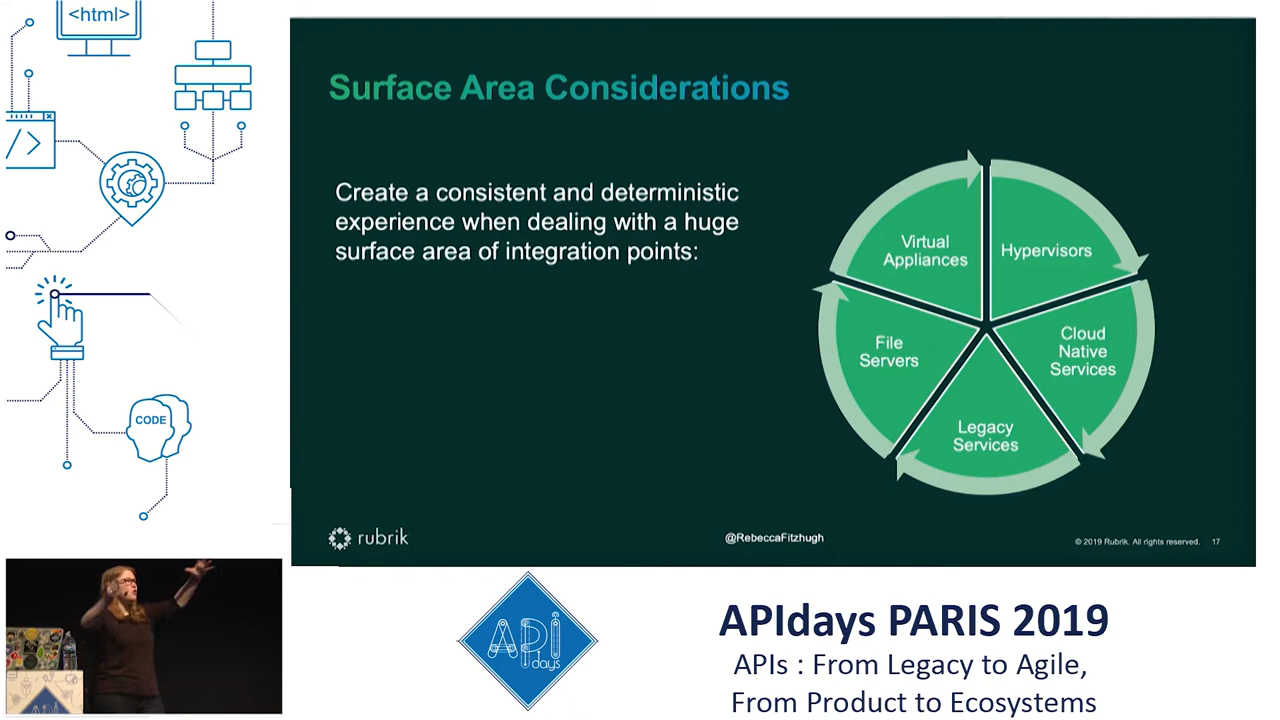 <html>
</>
CODE
Surface Area Considerations
Create a consistent and deterministic
experience when dealing with a huge
surface area of integration points:
Virtual
Appliances
Hypervisors
File
Servers
Cloud
Native
Services
Legacy
Services
rubrik
@RebeccaFitzhugh
© 2019 Rubrik. All rights reserved. 17
API
days
APIdays PARIS 2019
APIs : From Legacy to Agile,
From Product to Ecosystems